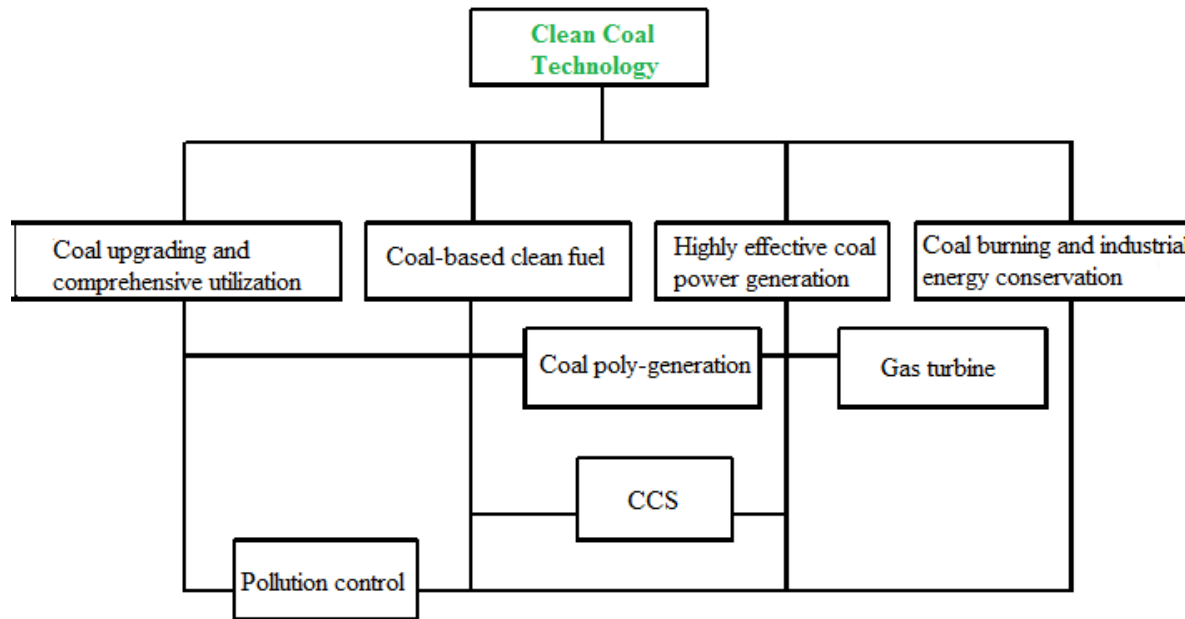 Clean Coal
Technology
Coal upgrading and
comprehensive utilization
Coal-based clean fuel
Highly effective coal
power generation
Coal burning and industrial
energy conservation
Coal poly-generation
Gas turbine
CCS
Pollution control